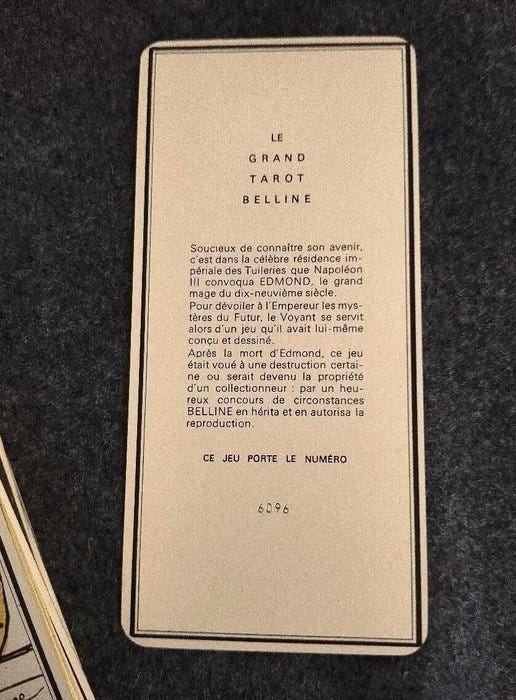 LE
GRAND
TAROT
BELLINE
Soucieux de connaître son avenir,
c'est dans la célèbre résidence im-
périale des Tuileries que Napoléon
III convoqua EDMOND, le grand
mage du dix-neuvième siècle.
Pour dévoiler à l'Empereur les mys-
tères du Futur, le Voyant se servit
alors d'un jeu qu'il avait lui-même
conçu et dessiné.
Après la mort d'Edmond, ce jeu
était voué à une destruction certai-
ne ou serait devenu la propriété
d'un collectionneur : par un heu-
reux concours de circonstances
BELLINE en hérita et en autorisa la
reproduction.
CE JEU PORTE LE NUMÉRO
6096